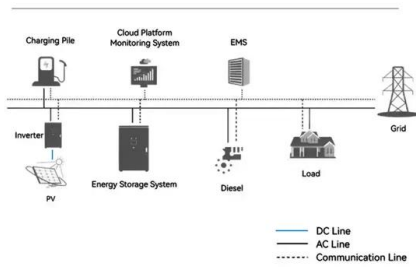 Charging Pile
Cloud Platform
Monitoring System
EMS
Grid
Inverter
PV
Energy Storage System
Diesel
Load
DC Line
AC Line
Communication Line